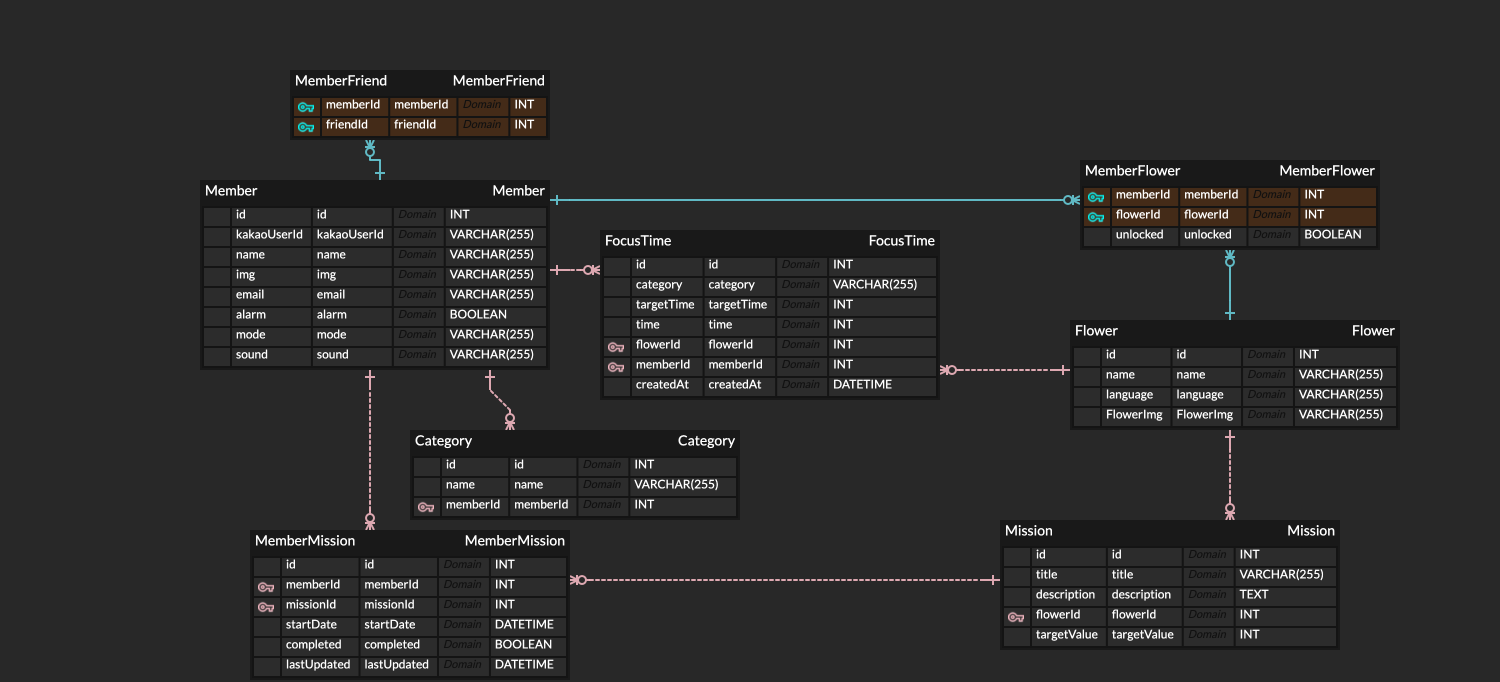 MemberFriend MemberFriend
memberId memberId Domain INT
friendId friendId Domain INT
Member Member
id id Domain INT
kakaoUserId kakaoUserId Domain VARCHAR(255)
name name Domain VARCHAR(255)
img img Domain VARCHAR(255)
email email Domain VARCHAR(255)
alarm alarm Domain BOOLEAN
mode mode Domain VARCHAR(255)
sound sound Domain VARCHAR(255)
MemberFlower MemberFlower
memberId memberId Domain INT
flowerId flowerId Domain INT
unlocked unlocked Domain BOOLEAN
FocusTime FocusTime
id id Domain INT
category category Domain VARCHAR(255)
targetTime targetTime Domain INT
time time Domain INT
flowerId flowerId Domain INT
memberId memberId Domain INT
createdAt createdAt Domain DATETIME
Flower Flower
id id Domain INT
name name Domain VARCHAR(255)
language language Domain VARCHAR(255)
FlowerImg FlowerImg Domain VARCHAR(255)
Category Category
id id Domain INT
name name Domain VARCHAR(255)
memberId memberId Domain INT
MemberMission MemberMission
id id Domain INT
memberId memberId Domain INT
missionId missionId Domain INT
startDate startDate Domain DATETIME
completed completed Domain BOOLEAN
lastUpdated lastUpdated Domain DATETIME
Mission Mission
id id Domain INT
title title Domain VARCHAR(255)
description description Domain TEXT
flowerId flowerId Domain INT
targetValue targetValue Domain INT